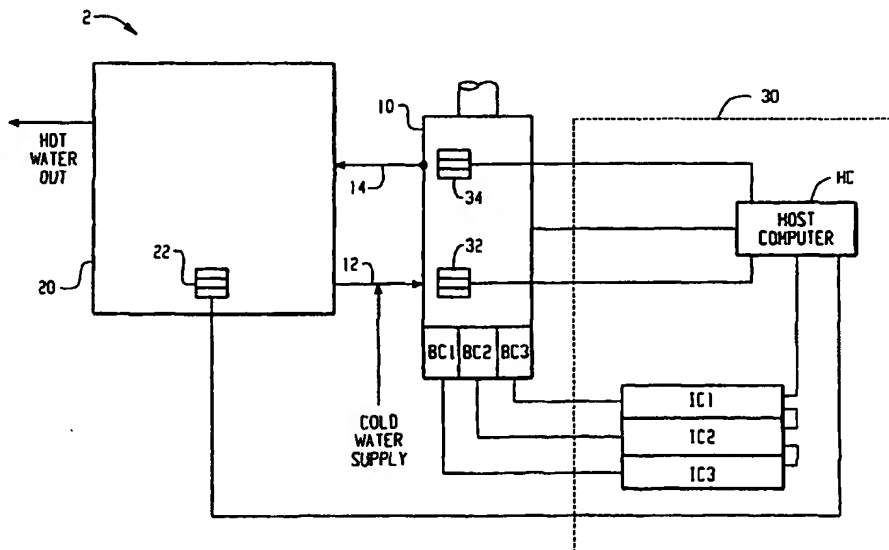 2
10
30
HOT
WATER
OUT
14
34
HC
HOST
COMPUTER
22
12
32
20
BC1 BC2 BC3
COLD
WATER
SUPPLY
IC1
IC2
IC3